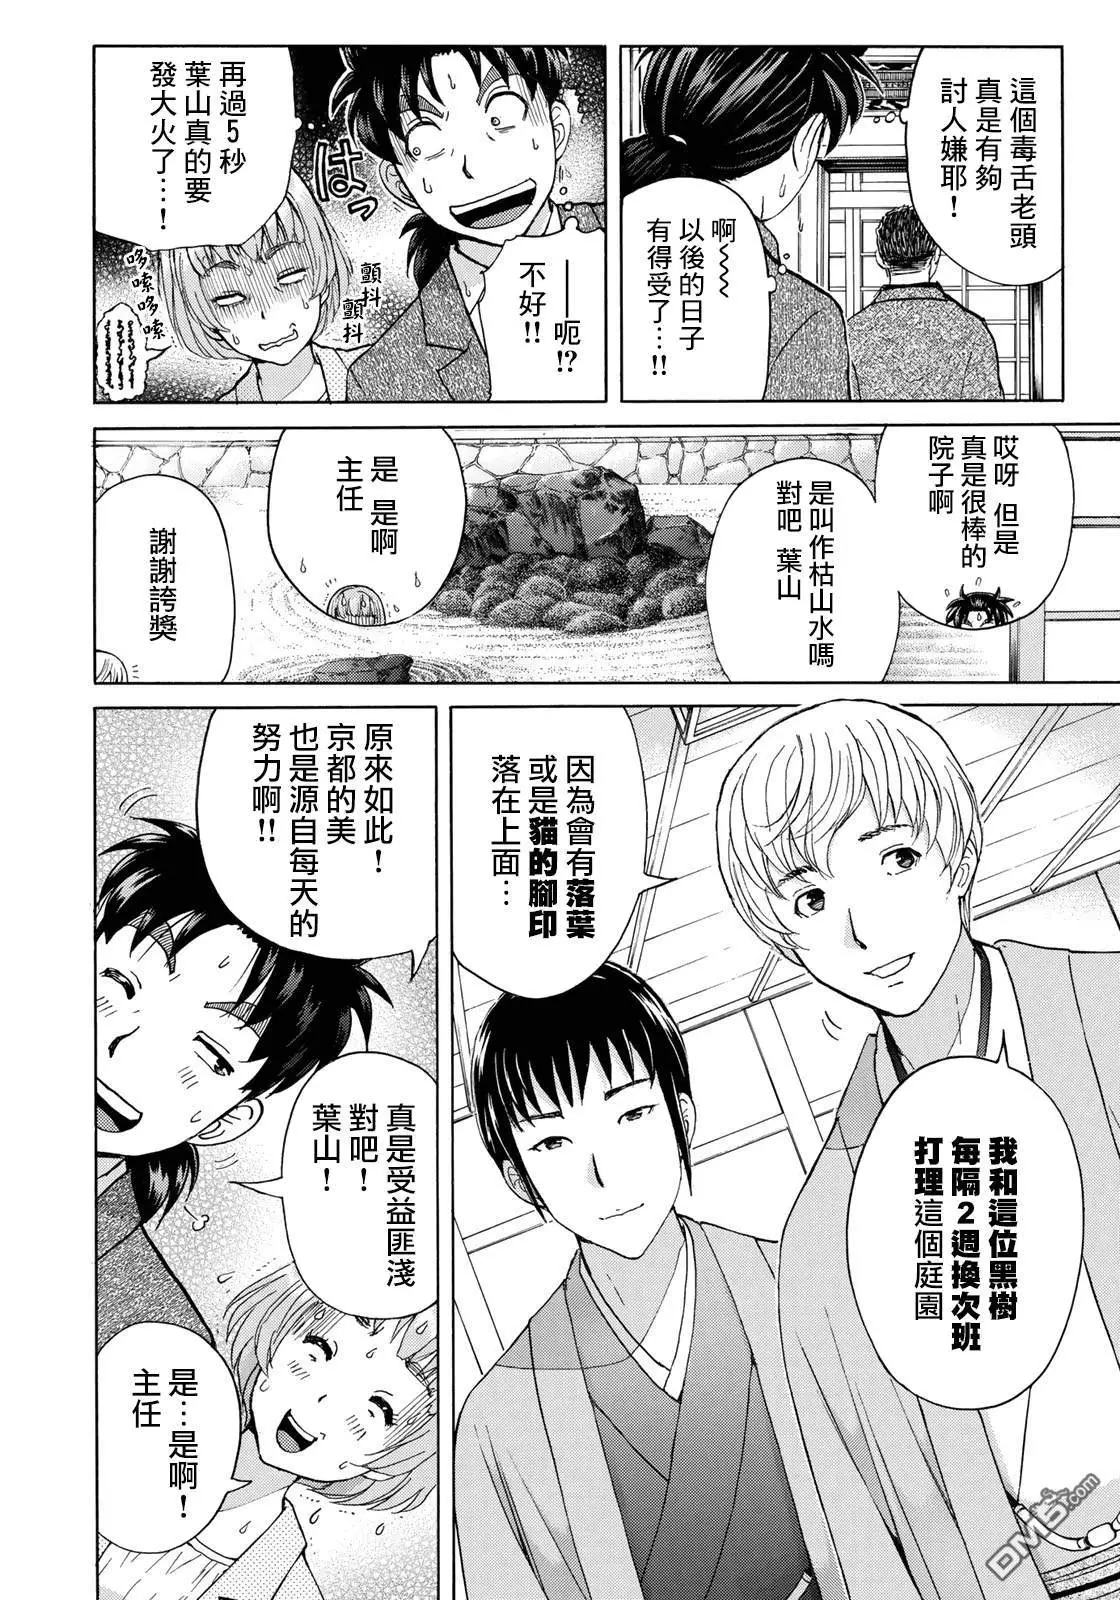 這個毒舌老頭
真是有夠
討人嫌耶！
啊～～～
以後的日子
有得受了…!!
——呃!?
不好!!
はっ
再過5秒
葉山真的要
發大火了…！
顫抖
顫抖
哆嗦哆嗦
哎呀 但是
真是很棒的
院子啊
是叫作枯山水嗎
對吧 葉山
是 是啊
主任
謝謝誇獎
我和這位黑樹
每隔2週換次班
打理這個庭園
因為會有落葉
或是貓的腳印
落在上面…
原來如此！
京都的美
也是源自每天的
努力啊!!
真是受益匪淺
對吧！
葉山！
是…是啊！
主任
DM5.com